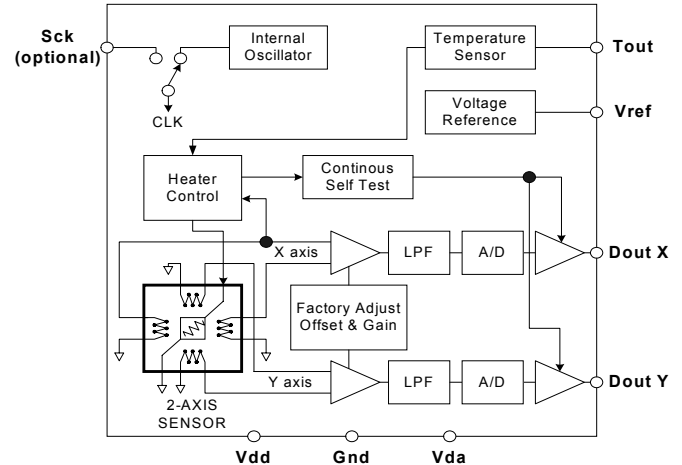 Sck
(optional)
Internal
Oscillator
Temperature
Sensor
Tout
CLK
Voltage
Reference
Vref
Heater
Control
Continous
Self Test
X axis
LPF
A/D
Dout X
Factory Adjust
Offset & Gain
Y axis
LPF
A/D
Dout Y
2-AXIS
SENSOR
Vdd
Gnd
Vda